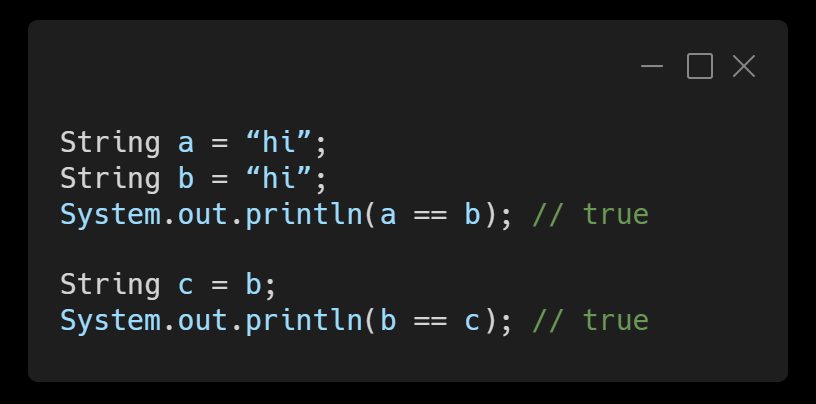 String a = “hi”;
String b = “hi”;
System.out.println(a == b); // true
String c = b;
System.out.println(b == c); // true